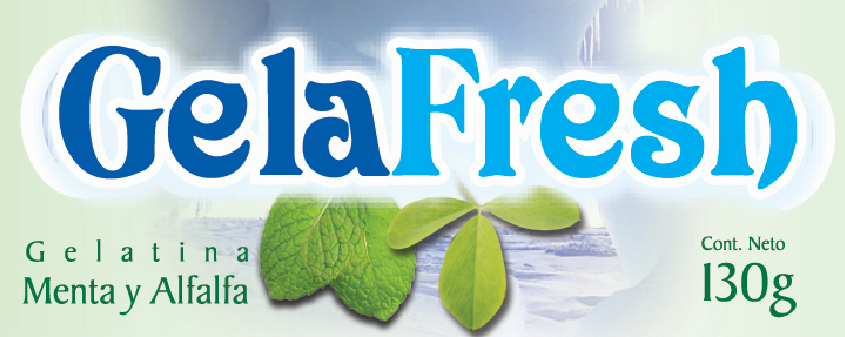 GelaFresh
Gelatina
Menta y Alfalfa
Cont. Neto
130g